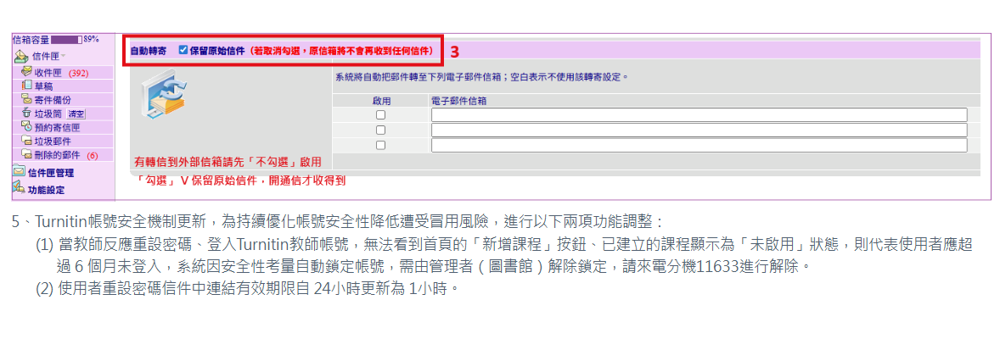 信箱容量 89%
信件匣
收件匣 (392)
草稿
寄件備份
垃圾筒 清空
預約寄信匣
垃圾郵件
刪除的郵件 (6)
信件匣管理
功能設定
自動轉寄 保留原始信件 (若取消勾選，原信箱將不會再收到任何信件) 3
系統將自動把郵件轉至下列電子郵件信箱；空白表示不使用該轉寄設定。
啟用 電子郵件信箱
有轉信到外部信箱請先「不勾選」啟用
「勾選」V 保留原始信件，開通信才收得到
5、Turnitin帳號安全機制更新，為持續優化帳號安全性降低遭受冒用風險，進行以下兩項功能調整：
(1) 當教師反應重設密碼、登入Turnitin教師帳號，無法看到首頁的「新增課程」按鈕、已建立的課程顯示為「未啟用」狀態，則代表使用者應超
過 6 個月未登入，系統因安全性考量自動鎖定帳號，需由管理者（圖書館）解除鎖定，請來電分機11633進行解除。
(2) 使用者重設密碼信件中連結有效期限自 24小時更新為 1小時。